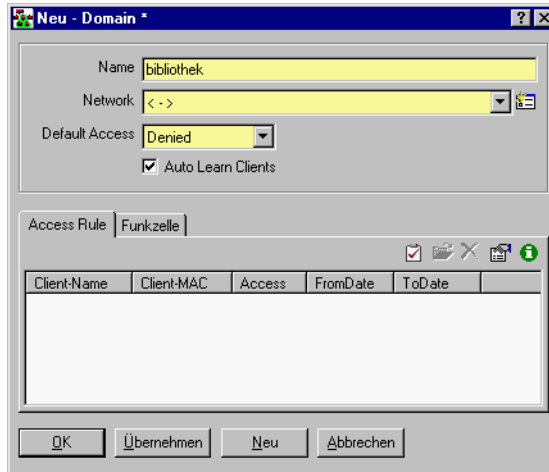 Neu - Domain *
Name bibliothek
Network < - >
Default Access Denied
Auto Learn Clients
Access Rule Funkzelle
Client-Name Client-MAC Access FromDate ToDate
OK Übernehmen Neu Abbrechen